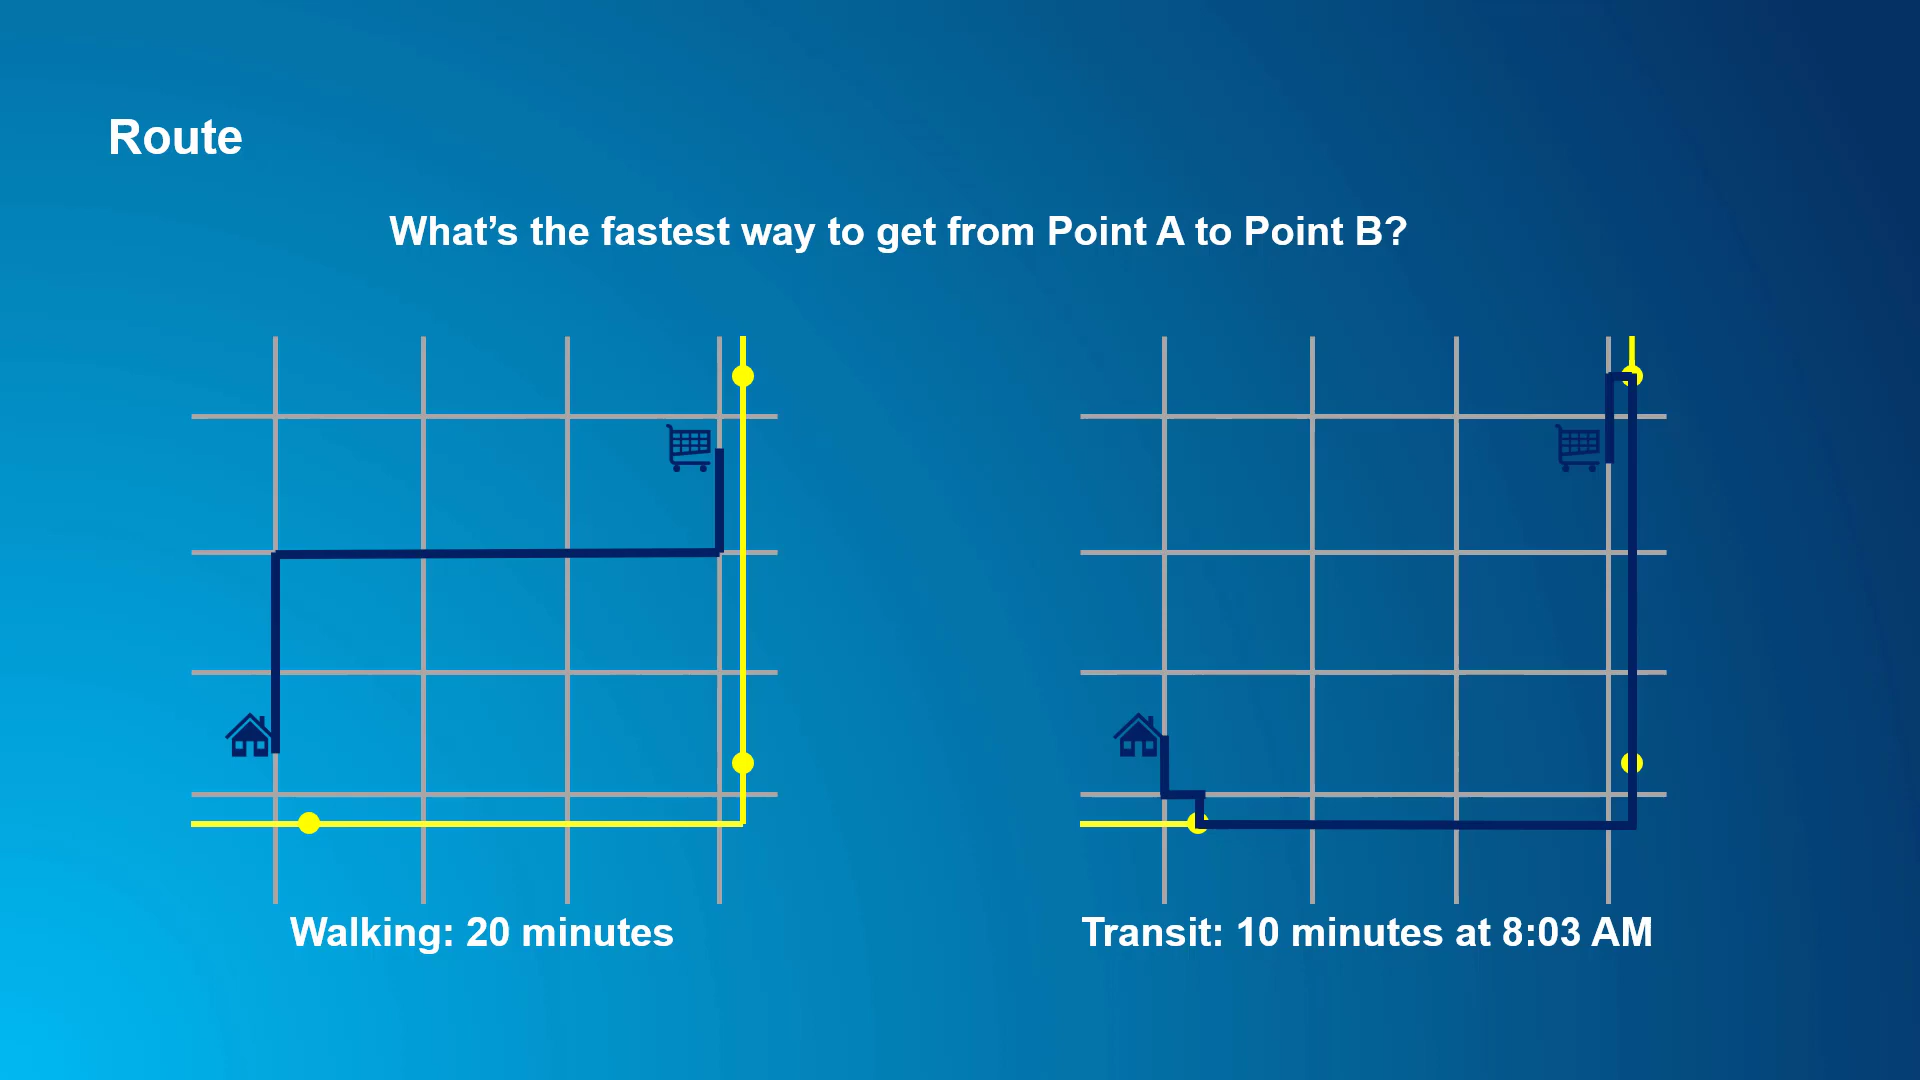 Route
What’s the fastest way to get from Point A to Point B?
Walking: 20 minutes
Transit: 10 minutes at 8:03 AM